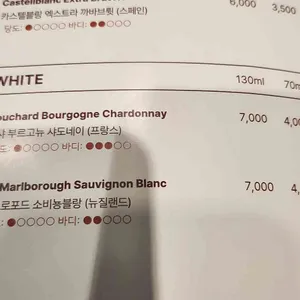 Castellblanc Extra 6,000 3,500
카스텔블랑 엑스트라 까바브륏 (스페인)
당도: ●○○○○ 바디: ●●○○○
WHITE 130ml 70m
ouchard Bourgogne Chardonnay 7,000 4,0
샤 부르고뉴 샤도네이 (프랑스)
도: ●○○○○ 바디: ●●●○○
Marlborough Sauvignon Blanc 7,000 4,
로포드 소비뇽블랑 (뉴질랜드)
: ●○○○○ 바디: ●●○○○